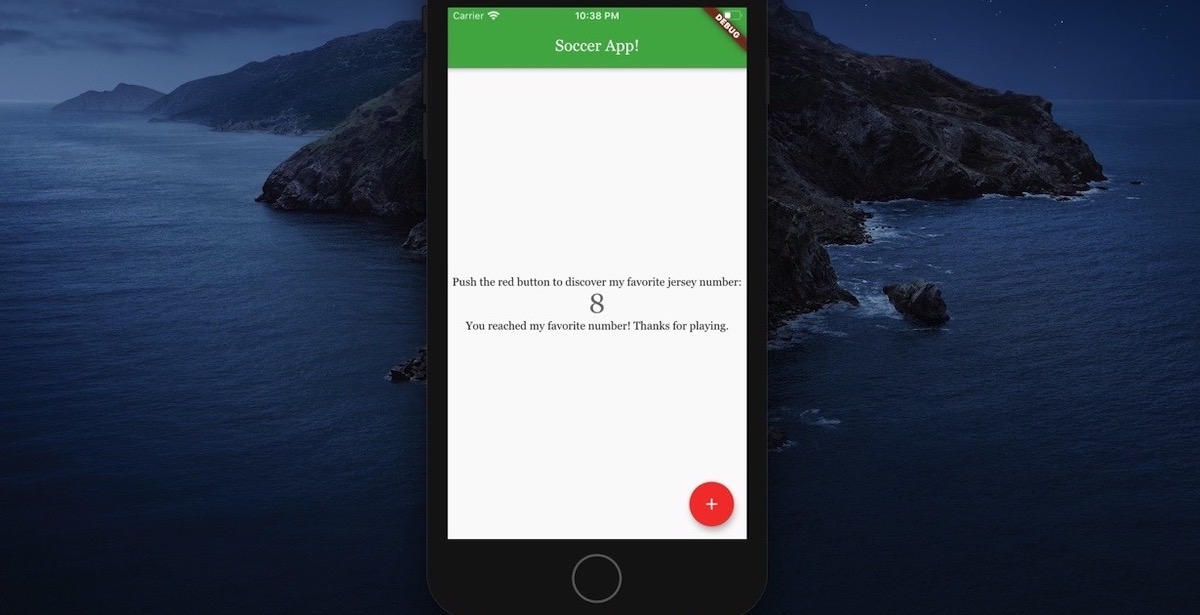 Carrier 10:38 PM
DEBUG
Soccer App!
Push the red button to discover my favorite jersey number:
8
You reached my favorite number! Thanks for playing.
+